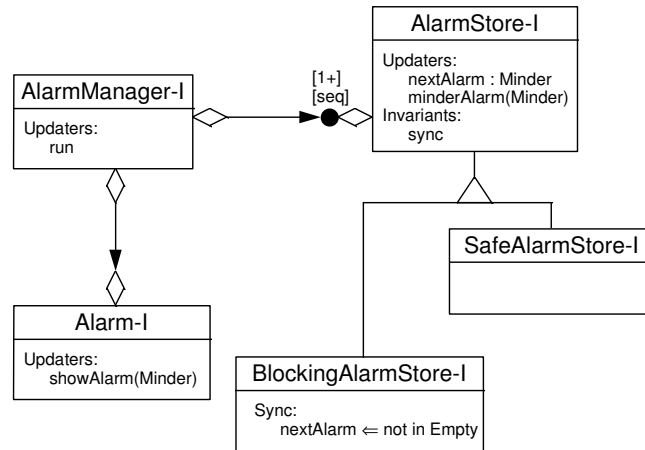 AlarmStore-I
Updaters:
nextAlarm : Minder
minderAlarm(Minder)
Invariants:
sync
AlarmManager-I
Updaters:
run
[1+]
[seq]
SafeAlarmStore-I
Alarm-I
Updaters:
showAlarm(Minder)
BlockingAlarmStore-I
Sync:
nextAlarm ⇐ not in Empty